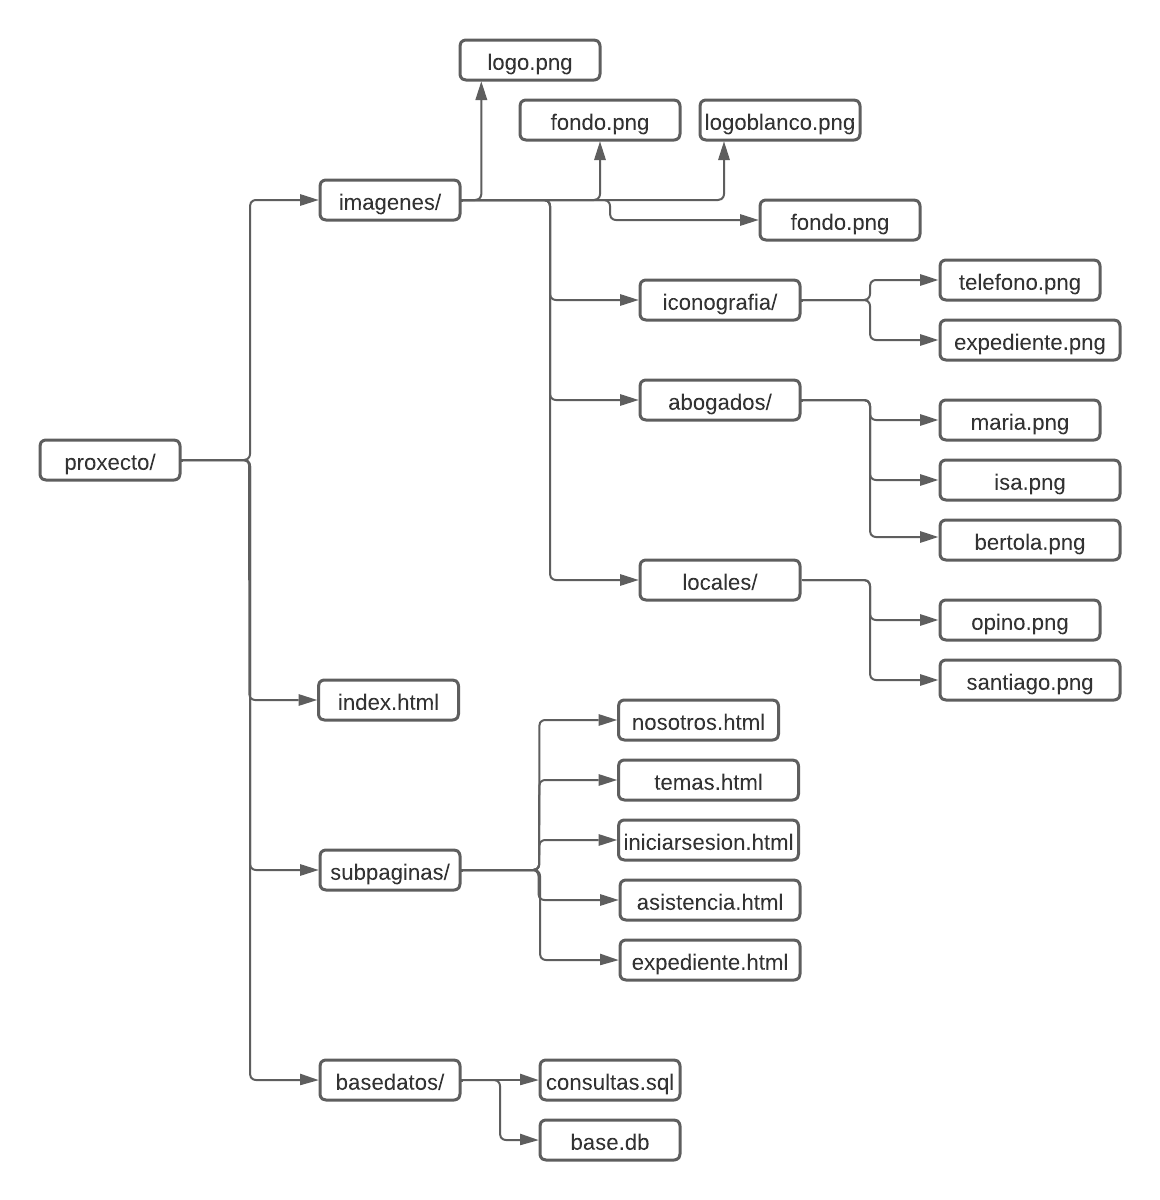 logo.png
fondo.png
logoblanco.png
imagenes/
fondo.png
iconografia/
telefono.png
expediente.png
abogados/
maria.png
isa.png
bertola.png
proxecto/
locales/
opino.png
santiago.png
index.html
nosotros.html
temas.html
iniciarsesion.html
subpaginas/
asistencia.html
expediente.html
basedatos/
consultas.sql
base.db